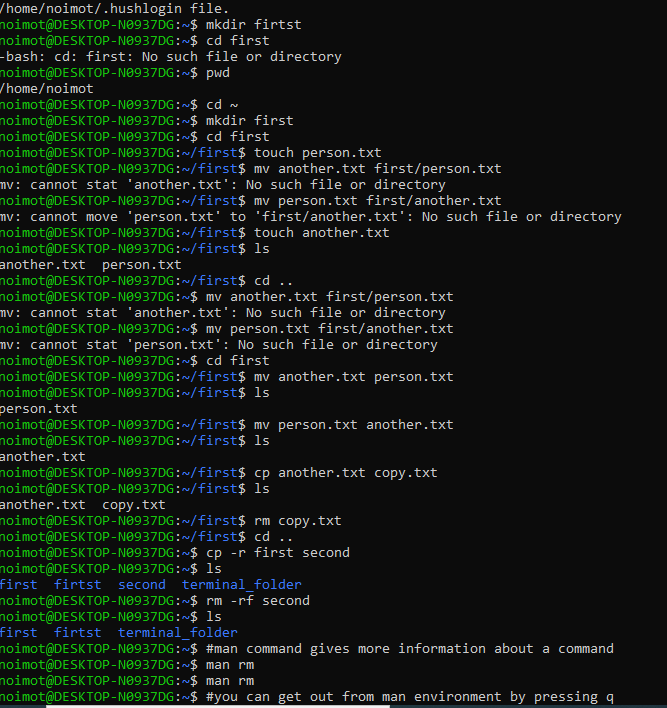 /home/noimot/.hushlogin file.
noimot@DESKTOP-N0937DG:~$ mkdir firtst
noimot@DESKTOP-N0937DG:~$ cd first
-bash: cd: first: No such file or directory
noimot@DESKTOP-N0937DG:~$ pwd
/home/noimot
noimot@DESKTOP-N0937DG:~$ cd ~
noimot@DESKTOP-N0937DG:~$ mkdir first
noimot@DESKTOP-N0937DG:~$ cd first
noimot@DESKTOP-N0937DG:~/first$ touch person.txt
noimot@DESKTOP-N0937DG:~/first$ mv another.txt first/person.txt
mv: cannot stat 'another.txt': No such file or directory
noimot@DESKTOP-N0937DG:~/first$ mv person.txt first/another.txt
mv: cannot move 'person.txt' to 'first/another.txt': No such file or directory
noimot@DESKTOP-N0937DG:~/first$ touch another.txt
noimot@DESKTOP-N0937DG:~/first$ ls
another.txt  person.txt
noimot@DESKTOP-N0937DG:~/first$ cd ..
noimot@DESKTOP-N0937DG:~$ mv another.txt first/person.txt
mv: cannot stat 'another.txt': No such file or directory
noimot@DESKTOP-N0937DG:~$ mv person.txt first/another.txt
mv: cannot stat 'person.txt': No such file or directory
noimot@DESKTOP-N0937DG:~$ cd first
noimot@DESKTOP-N0937DG:~/first$ mv another.txt person.txt
noimot@DESKTOP-N0937DG:~/first$ ls
person.txt
noimot@DESKTOP-N0937DG:~/first$ mv person.txt another.txt
noimot@DESKTOP-N0937DG:~/first$ ls
another.txt
noimot@DESKTOP-N0937DG:~/first$ cp another.txt copy.txt
noimot@DESKTOP-N0937DG:~/first$ ls
another.txt  copy.txt
noimot@DESKTOP-N0937DG:~/first$ rm copy.txt
noimot@DESKTOP-N0937DG:~/first$ cd ..
noimot@DESKTOP-N0937DG:~$ cp -r first second
noimot@DESKTOP-N0937DG:~$ ls
first  firtst  second  terminal_folder
noimot@DESKTOP-N0937DG:~$ rm -rf second
noimot@DESKTOP-N0937DG:~$ ls
first  firtst  terminal_folder
noimot@DESKTOP-N0937DG:~$ #man command gives more information about a command
noimot@DESKTOP-N0937DG:~$ man rm
noimot@DESKTOP-N0937DG:~$ man rm
noimot@DESKTOP-N0937DG:~$ #you can get out from man environment by pressing q